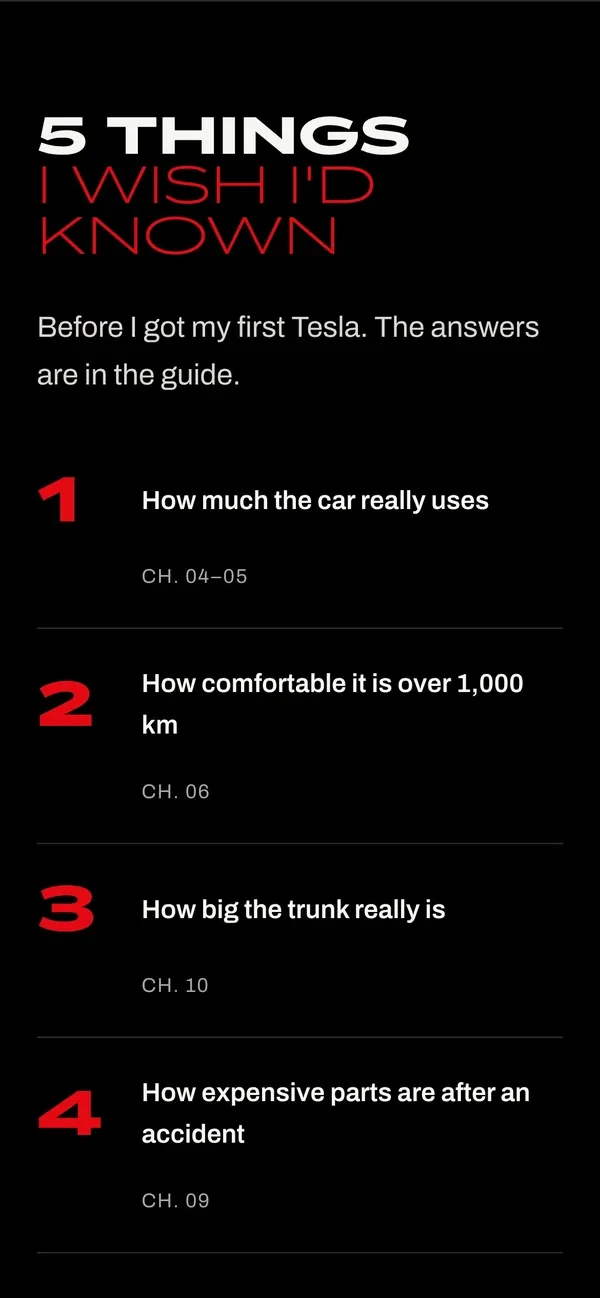 5 THINGS
I WISH I'D
KNOWN
Before I got my first Tesla. The answers
are in the guide.
1
How much the car really uses
CH. 04–05
2
How comfortable it is over 1,000
km
CH. 06
3
How big the trunk really is
CH. 10
4
How expensive parts are after an
accident
CH. 09